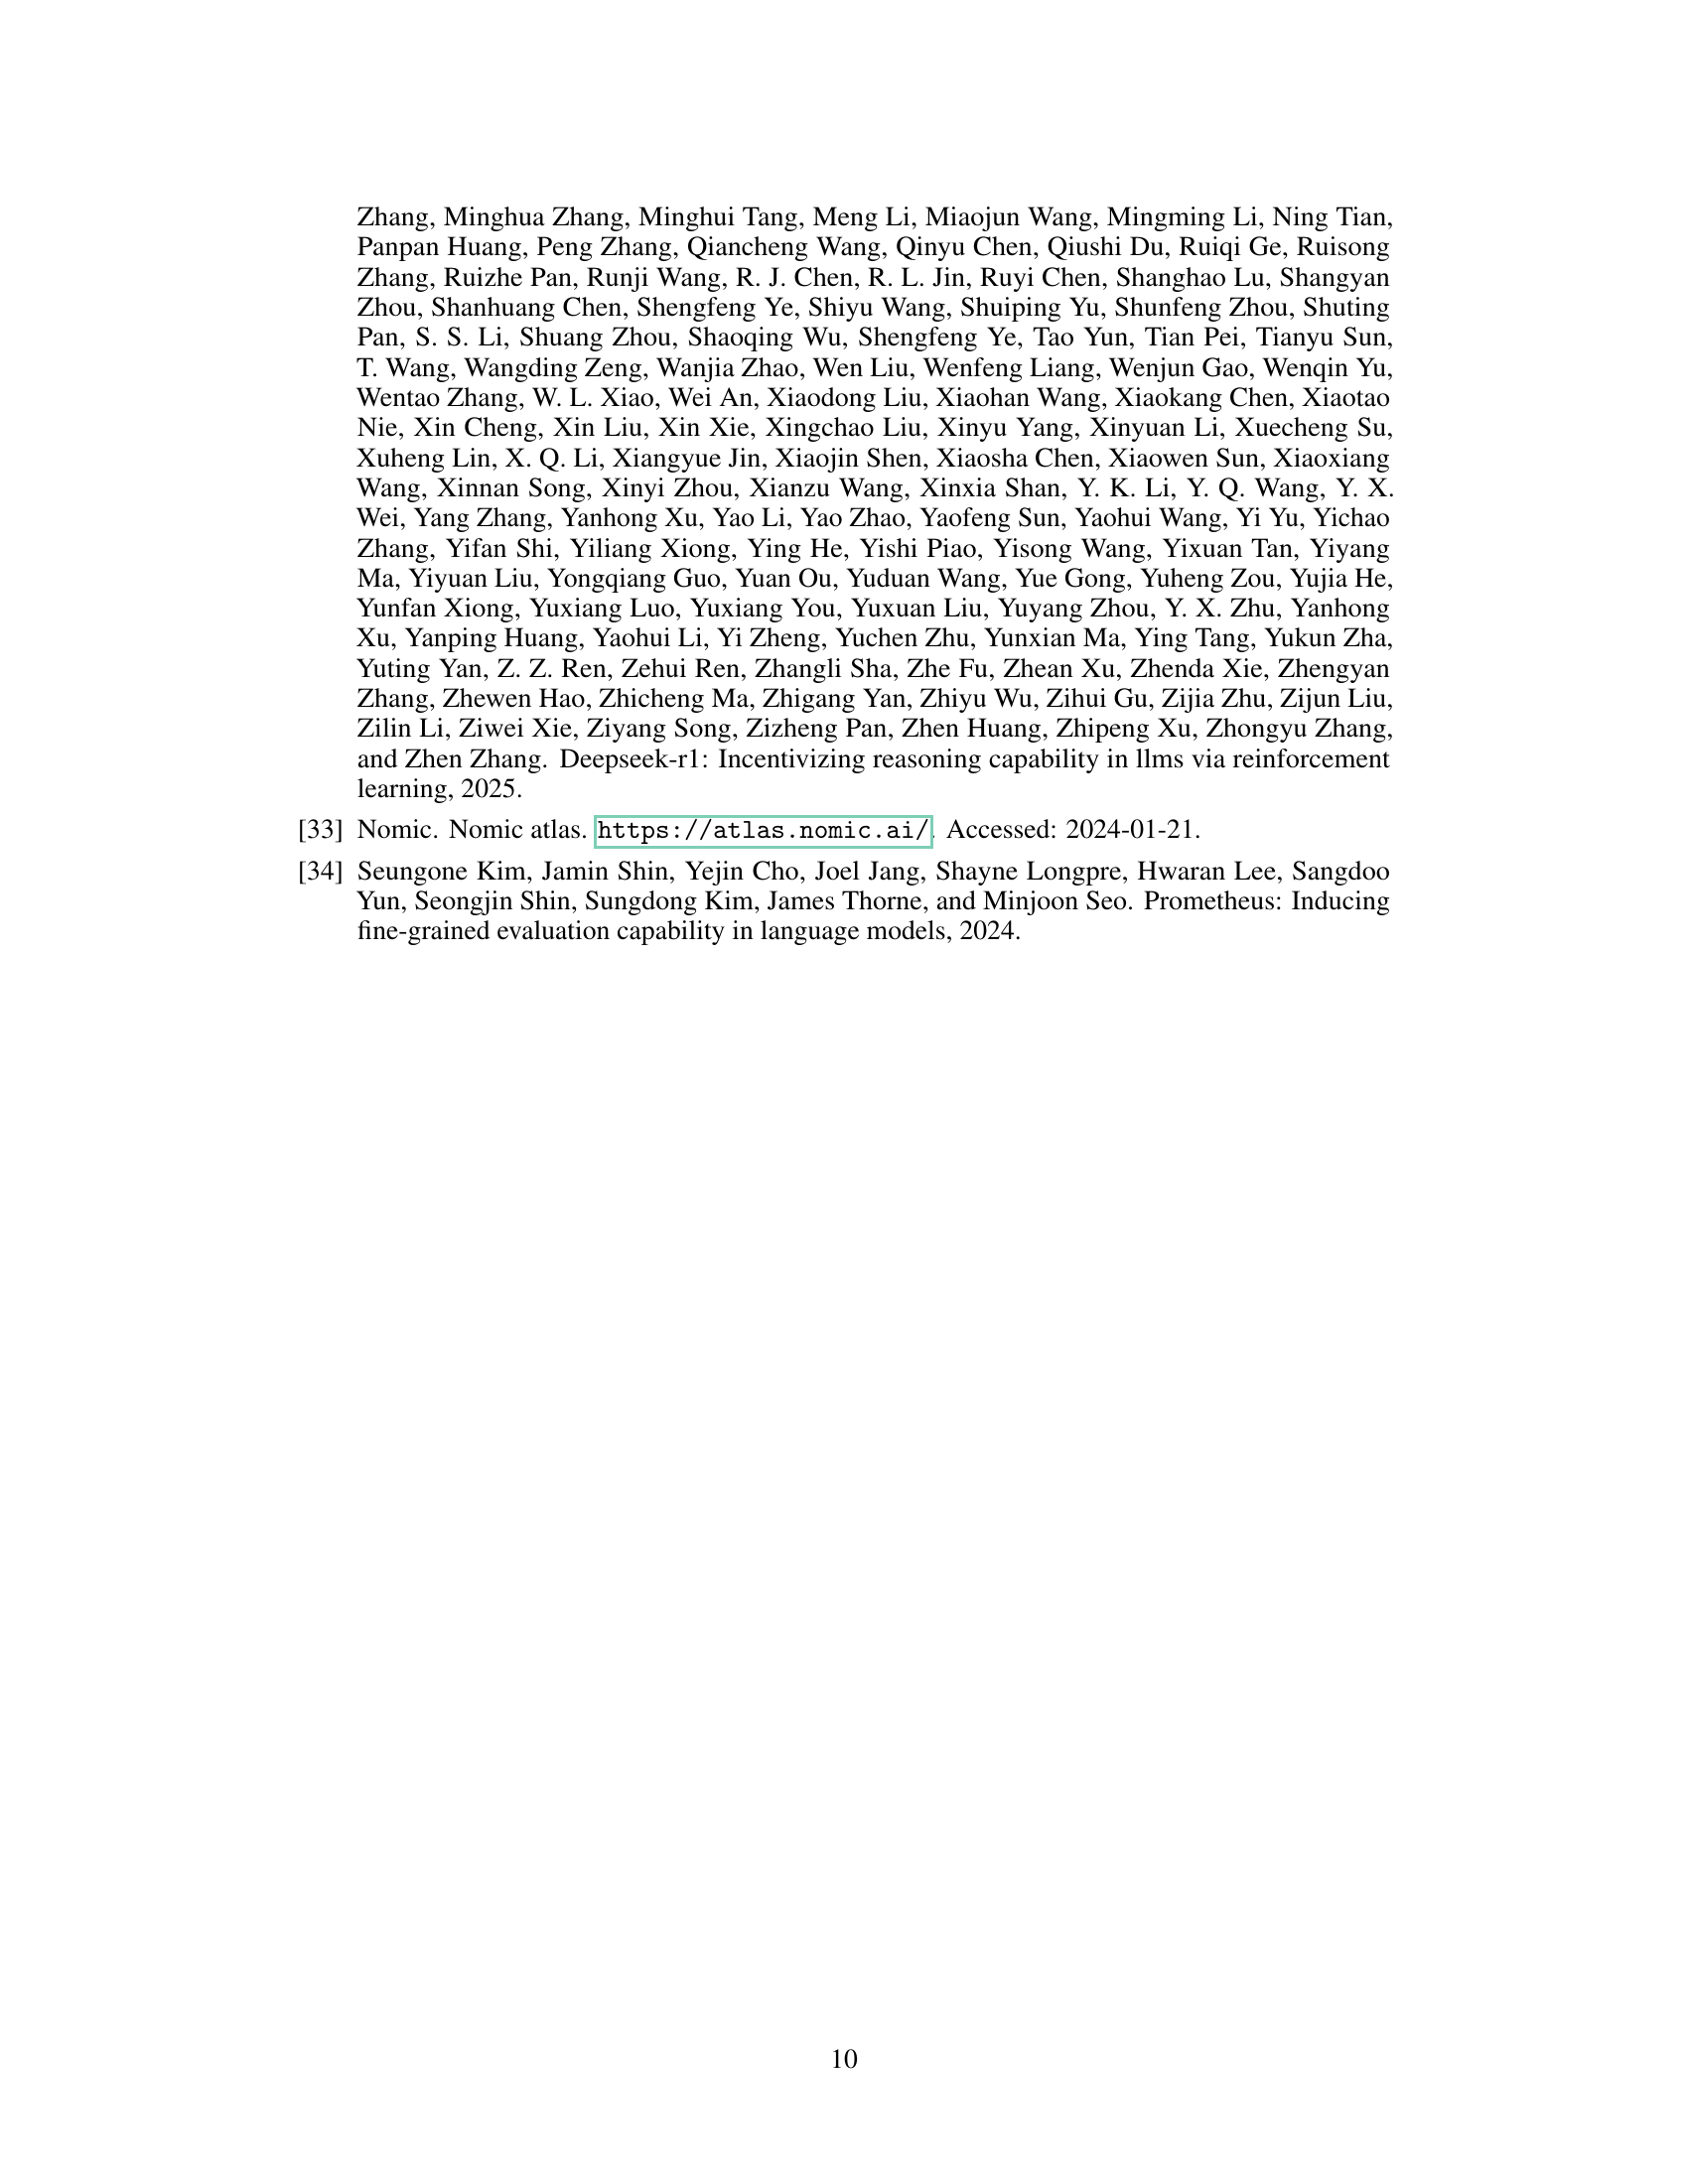 Zhang, Minghua Zhang, Minghui Tang, Meng Li, Miaojun Wang, Mingming Li, Ning Tian,
Panpan Huang, Peng Zhang, Qiancheng Wang, Qinyu Chen, Qiushi Du, Ruiqi Ge, Ruisong
Zhang, Ruizhe Pan, Runji Wang, R. J. Chen, R. L. Jin, Ruyi Chen, Shanghao Lu, Shangyan
Zhou, Shanhuang Chen, Shengfeng Ye, Shiyu Wang, Shuiping Yu, Shunfeng Zhou, Shuting
Pan, S. S. Li, Shuang Zhou, Shaoqing Wu, Shengfeng Ye, Tao Yun, Tian Pei, Tianyu Sun,
T. Wang, Wangding Zeng, Wanjia Zhao, Wen Liu, Wenfeng Liang, Wenjun Gao, Wenqin Yu,
Wentao Zhang, W. L. Xiao, Wei An, Xiaodong Liu, Xiaohan Wang, Xiaokang Chen, Xiaotao
Nie, Xin Cheng, Xin Liu, Xin Xie, Xingchao Liu, Xinyu Yang, Xinyuan Li, Xuecheng Su,
Xuheng Lin, X. Q. Li, Xiangyue Jin, Xiaojin Shen, Xiaosha Chen, Xiaowen Sun, Xiaoxiang
Wang, Xinnan Song, Xinyi Zhou, Xianzu Wang, Xinxia Shan, Y. K. Li, Y. Q. Wang, Y. X.
Wei, Yang Zhang, Yanhong Xu, Yao Li, Yao Zhao, Yaofeng Sun, Yaohui Wang, Yi Yu, Yichao
Zhang, Yifan Shi, Yiliang Xiong, Ying He, Yishi Piao, Yisong Wang, Yixuan Tan, Yiyang
Ma, Yiyuan Liu, Yongqiang Guo, Yuan Ou, Yuduan Wang, Yue Gong, Yuheng Zou, Yujia He,
Yunfan Xiong, Yuxiang Luo, Yuxiang You, Yuxuan Liu, Yuyang Zhou, Y. X. Zhu, Yanhong
Xu, Yanping Huang, Yaohui Li, Yi Zheng, Yuchen Zhu, Yunxian Ma, Ying Tang, Yukun Zha,
Yuting Yan, Z. Z. Ren, Zehui Ren, Zhangli Sha, Zhe Fu, Zhean Xu, Zhenda Xie, Zhengyan
Zhang, Zhewen Hao, Zhicheng Ma, Zhigang Yan, Zhiyu Wu, Zihui Gu, Zijia Zhu, Zijun Liu,
Zilin Li, Ziwei Xie, Ziyang Song, Zizheng Pan, Zhen Huang, Zhipeng Xu, Zhongyu Zhang,
and Zhen Zhang. Deepseek-r1: Incentivizing reasoning capability in llms via reinforcement
learning, 2025.
[33] Nomic. Nomic atlas. https://atlas.nomic.ai/. Accessed: 2024-01-21.
[34] Seungone Kim, Jamin Shin, Yejin Cho, Joel Jang, Shayne Longpre, Hwaran Lee, Sangdoo
Yun, Seongjin Shin, Sungdong Kim, James Thorne, and Minjoon Seo. Prometheus: Inducing
fine-grained evaluation capability in language models, 2024.
10